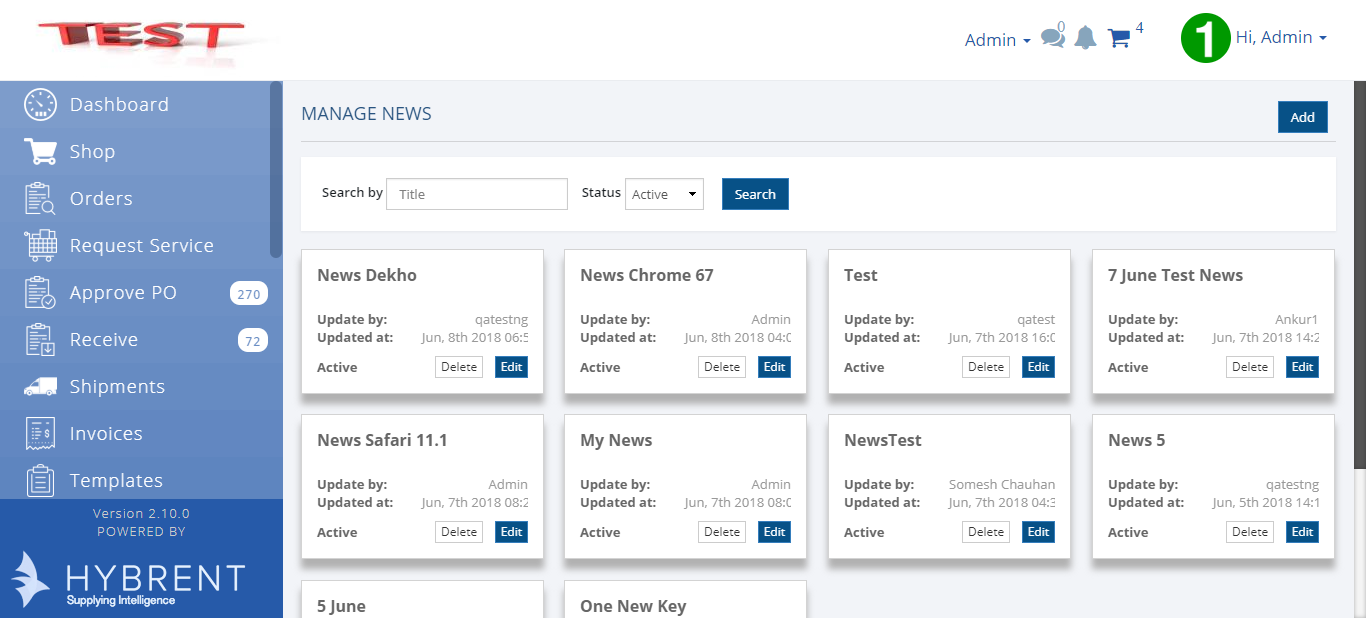 TEST
Admin
0
4
1
Hi, Admin
Dashboard
Shop
Orders
Request Service
Approve PO 270
Receive 72
Shipments
Invoices
Templates
Version 2.10.0
POWERED BY
HYBRENT
Supplying Intelligence
MANAGE NEWS
Add
Search by Title Status Active Search
News Dekho
Update by: qatestng
Updated at: Jun, 8th 2018 06:5
Active Delete Edit
News Chrome 67
Update by: Admin
Updated at: Jun, 8th 2018 04:0
Active Delete Edit
Test
Update by: qatest
Updated at: Jun, 7th 2018 16:0
Active Delete Edit
7 June Test News
Update by: Ankur1
Updated at: Jun, 7th 2018 14:2
Active Delete Edit
News Safari 11.1
Update by: Admin
Updated at: Jun, 7th 2018 08:2
Active Delete Edit
My News
Update by: Admin
Updated at: Jun, 7th 2018 08:0
Active Delete Edit
NewsTest
Update by: Somesh Chauhan
Updated at: Jun, 7th 2018 04:3
Active Delete Edit
News 5
Update by: qatestng
Updated at: Jun, 5th 2018 14:1
Active Delete Edit
5 June
One New Key